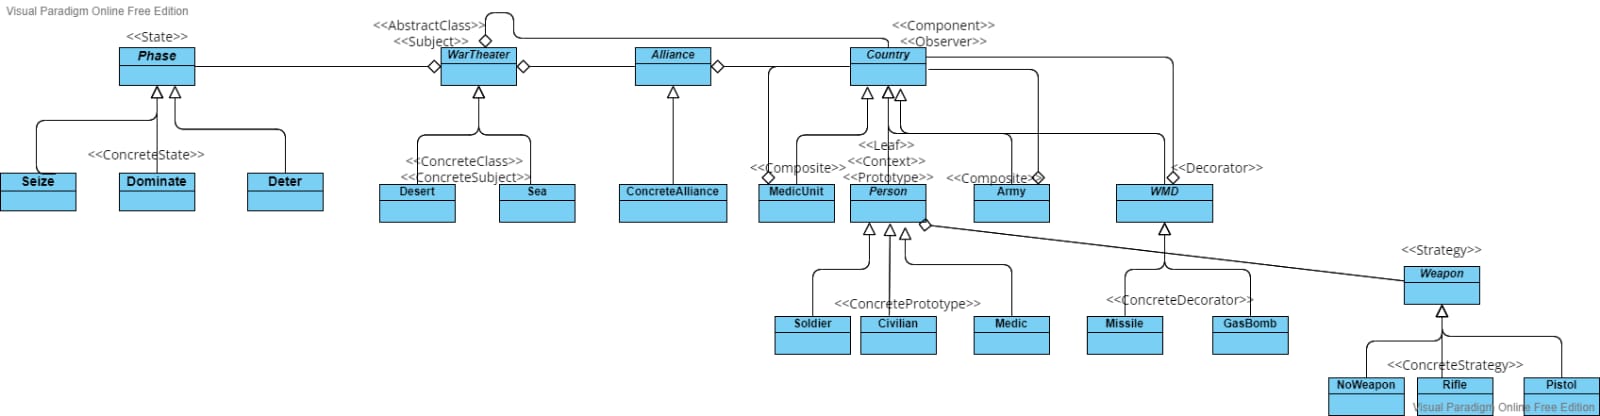 Visual Paradigm Online Free Edition
<<State>>
Phase
<<AbstractClass>>
<<Subject>>
WarTheater
Alliance
<<Component>>
<<Observer>>
Country
<<ConcreteState>>
Seize
Dominate
Deter
<<ConcreteClass>>
<<ConcreteSubject>>
Desert
Sea
ConcreteAlliance
<<Composite>>
MedicUnit
<<Leaf>>
<<Context>>
<<Prototype>>
Person
<<Composite>>
Army
<<Decorator>>
WMD
<<Strategy>>
Weapon
<<ConcretePrototype>>
Soldier
Civilian
Medic
<<ConcreteDecorator>>
Missile
GasBomb
<<ConcreteStrategy>>
NoWeapon
Rifle
Pistol
Visual Paradigm Online Free Edition